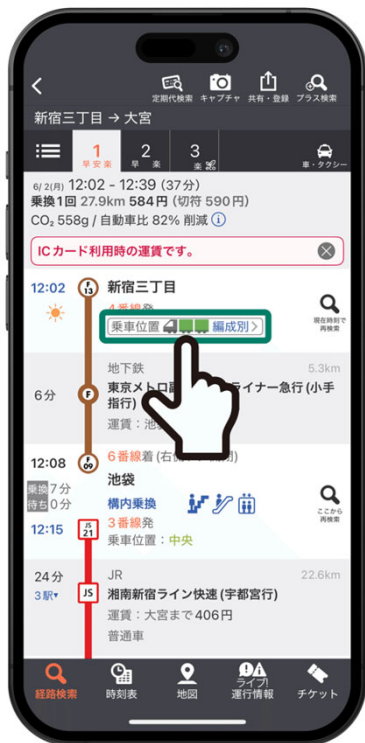 定期代検索 キャプチャ 共有・登録 プラス検索
新宿三丁目 → 大宮
1 2 3
早 安 楽 早 楽 楽 車・タクシー
6/2(月) 12:02 - 12:39 (37分)
乗換1回 27.9km 584円 (切符 590円)
CO₂ 558g / 自動車比 82% 削減
ICカード利用時の運賃です。
12:02 F 13 新宿三丁目
4番線発
現在時刻で
再検索
乗車位置 編成別>
地下鉄 5.3km
6分 F 東京メトロ ライナー急行(小手
指行)
運賃:
12:08 F 09 6番線着(右
池袋
乗換7分
待ち0分
構内乗換
ここから
再検索
12:15 JS 21 3番線発
乗車位置:中央
24分 JR 22.6km
3駅▾ JS 湘南新宿ライン快速(宇都宮行)
運賃:大宮まで406円
普通車
経路検索 時刻表 地図 ライブ!
運行情報 チケット